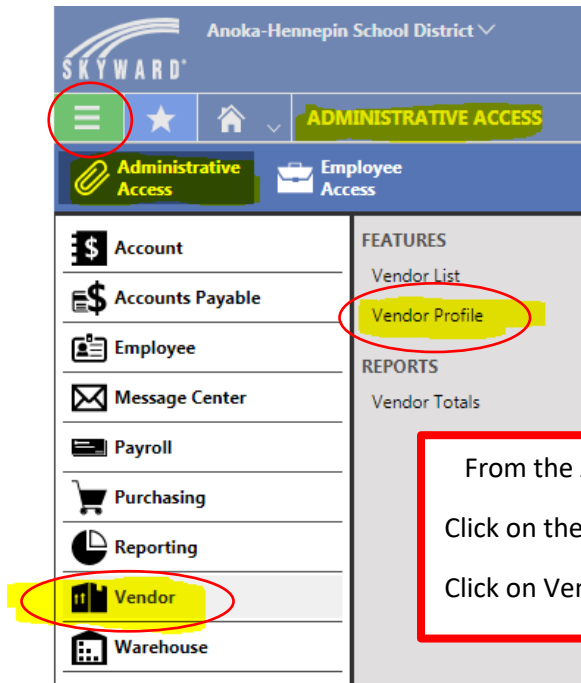 Anoka-Hennepin School District
SKYWARD
ADMINISTRATIVE ACCESS
Administrative Access
Employee Access
Account
Accounts Payable
Employee
Message Center
Payroll
Purchasing
Reporting
Vendor
Warehouse
FEATURES
Vendor List
Vendor Profile
REPORTS
Vendor Totals
From the
Click on the
Click on